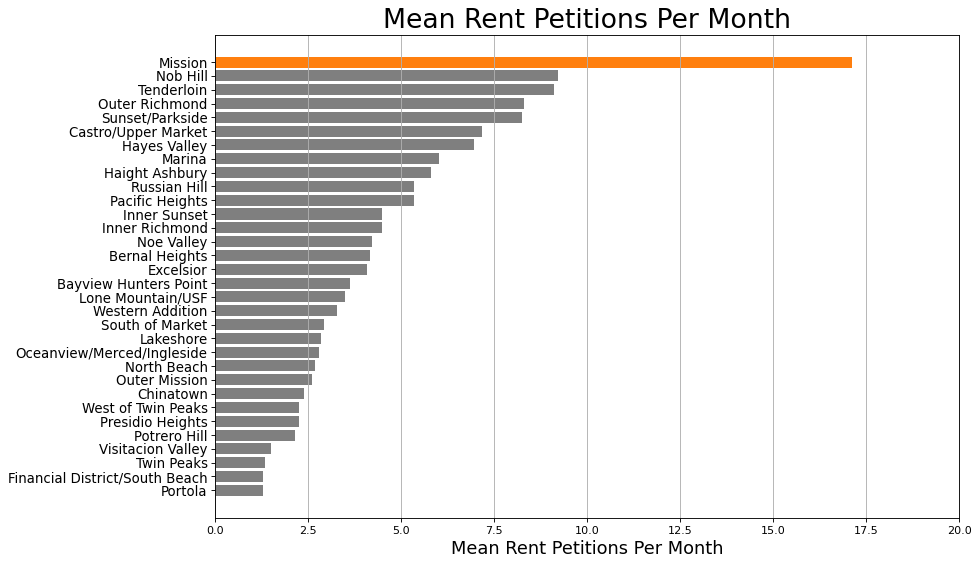 Mean Rent Petitions Per Month
Mission
Nob Hill
Tenderloin
Outer Richmond
Sunset/Parkside
Castro/Upper Market
Hayes Valley
Marina
Haight Ashbury
Russian Hill
Pacific Heights
Inner Sunset
Inner Richmond
Noe Valley
Bernal Heights
Excelsior
Bayview Hunters Point
Lone Mountain/USF
Western Addition
South of Market
Lakeshore
Oceanview/Merced/Ingleside
North Beach
Outer Mission
Chinatown
West of Twin Peaks
Presidio Heights
Potrero Hill
Visitacion Valley
Twin Peaks
Financial District/South Beach
Portola
0.0 2.5 5.0 7.5 10.0 12.5 15.0 17.5 20.0
Mean Rent Petitions Per Month